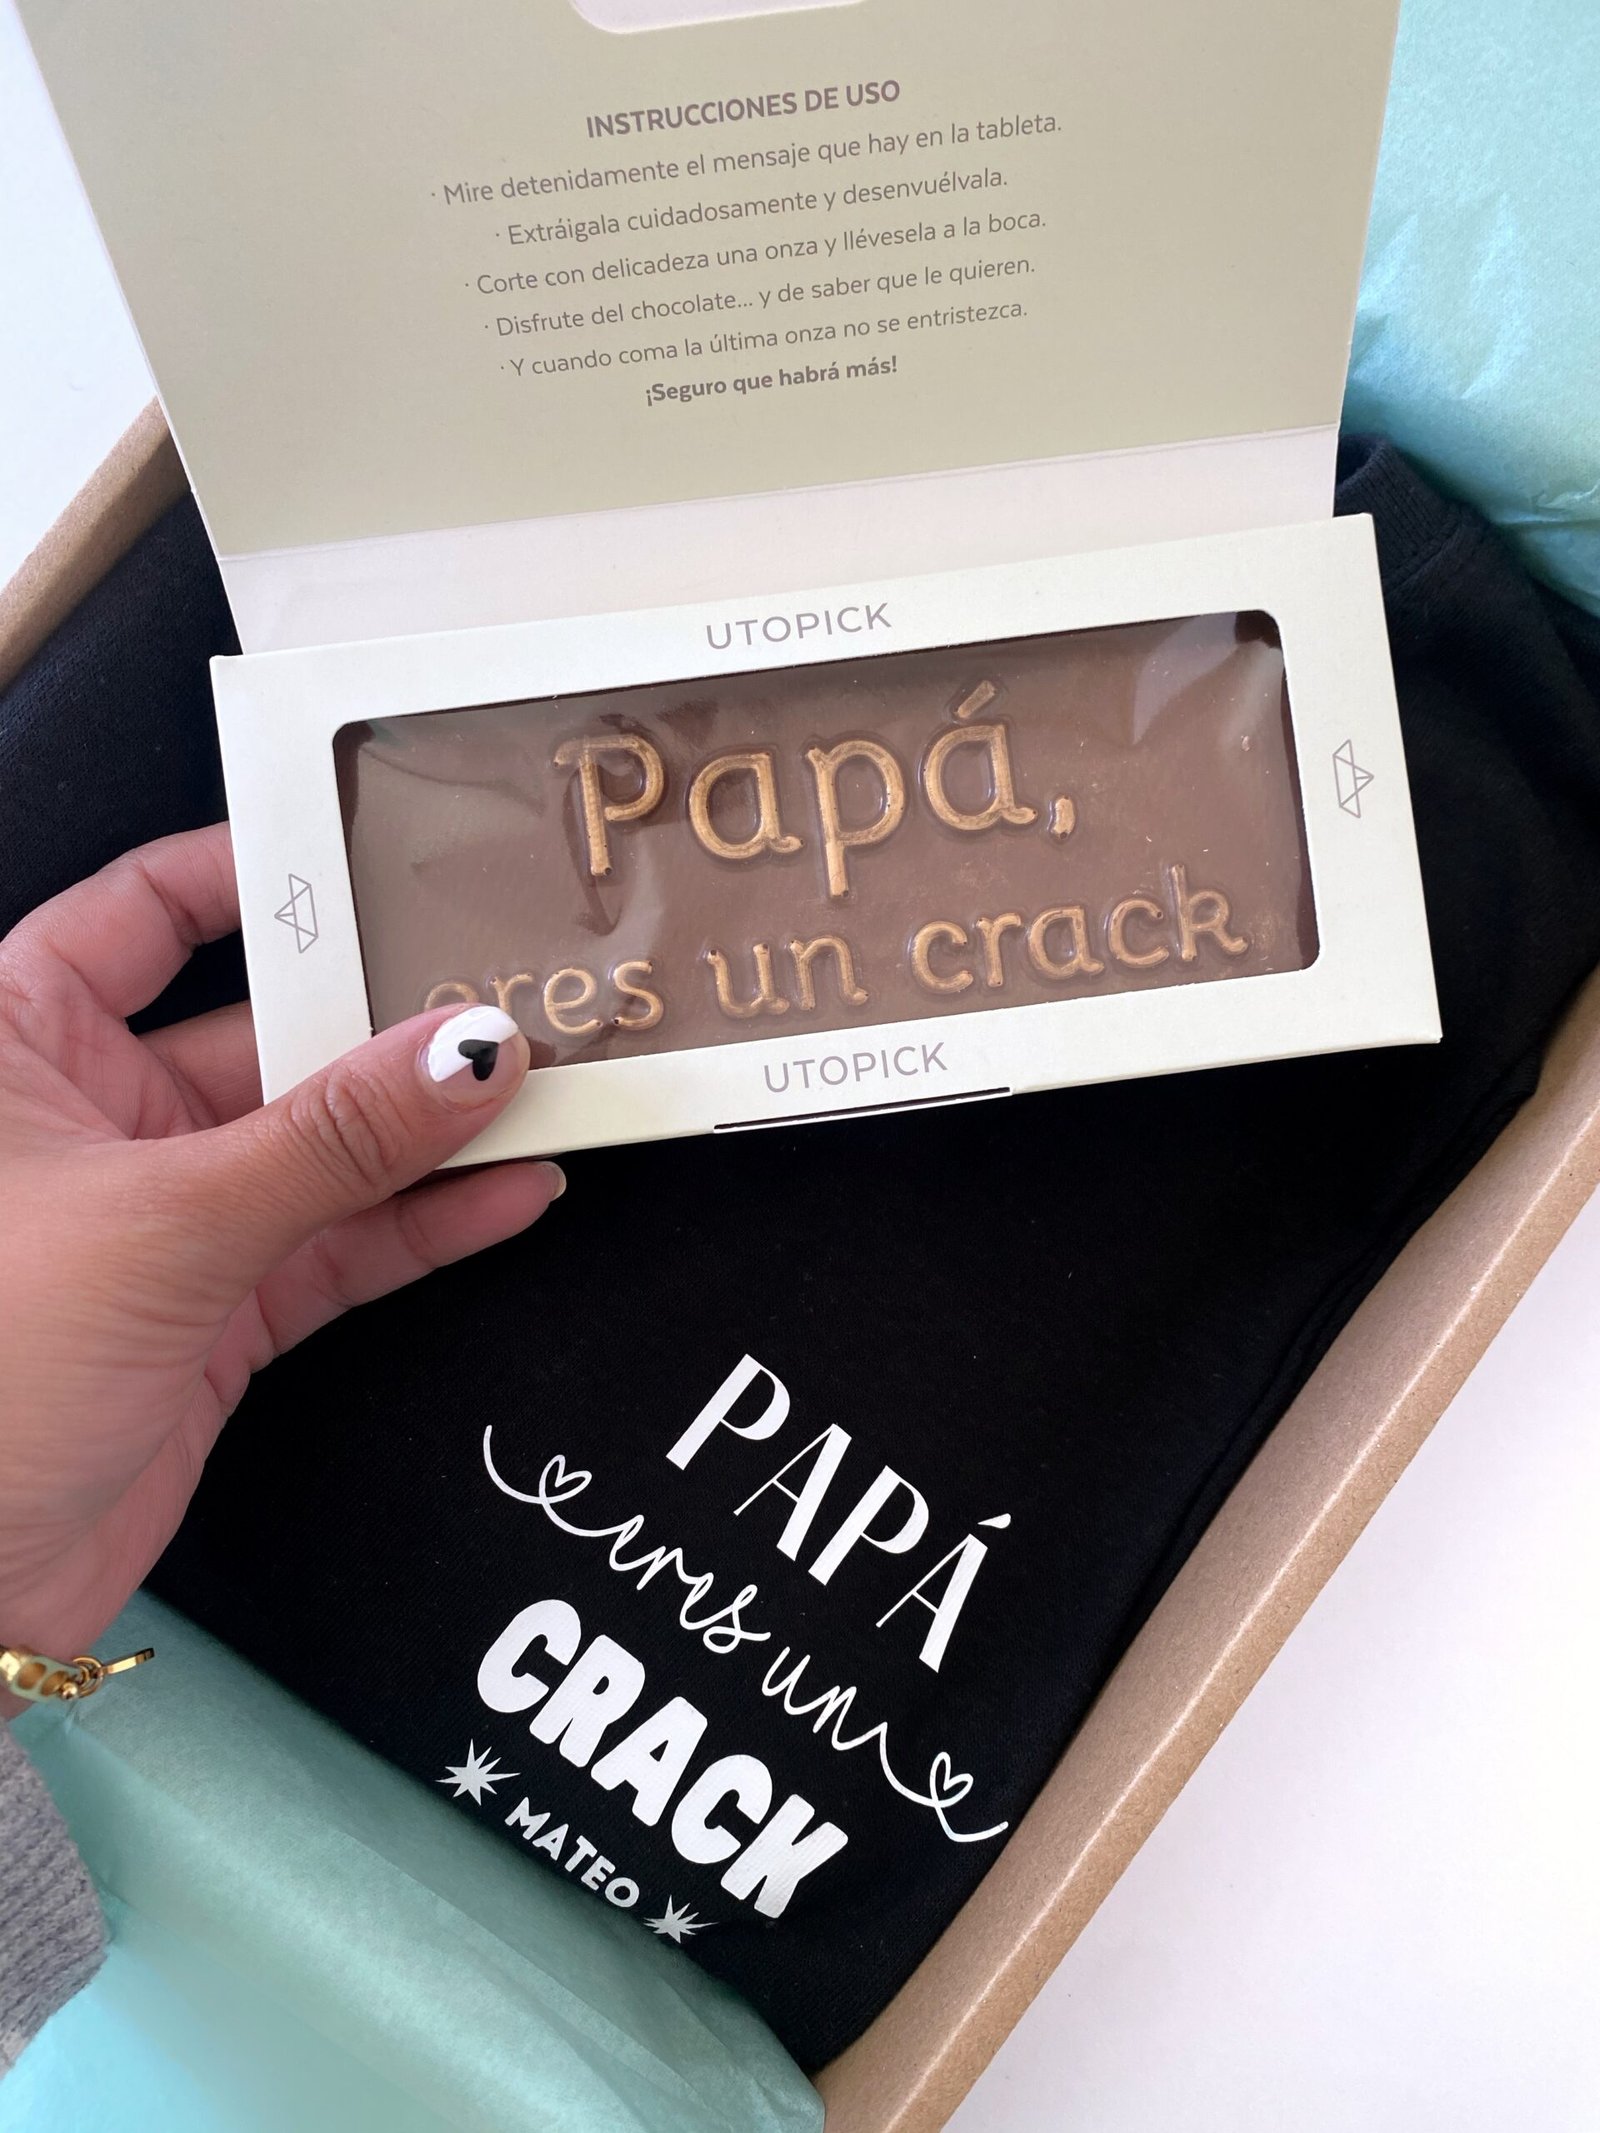 INSTRUCCIONES DE USO
· Mire detenidamente el mensaje que hay en la tableta.
· Extráigala cuidadosamente y desenvuélvala.
· Corte con delicadeza una onza y llévesela a la boca.
· Disfrute del chocolate... y de saber que le quieren.
· Y cuando coma la última onza no se entristezca.
¡Seguro que habrá más!
UTOPICK
Papá,
eres un crack
UTOPICK
PAPÁ
eres un
CRACK
MATEO